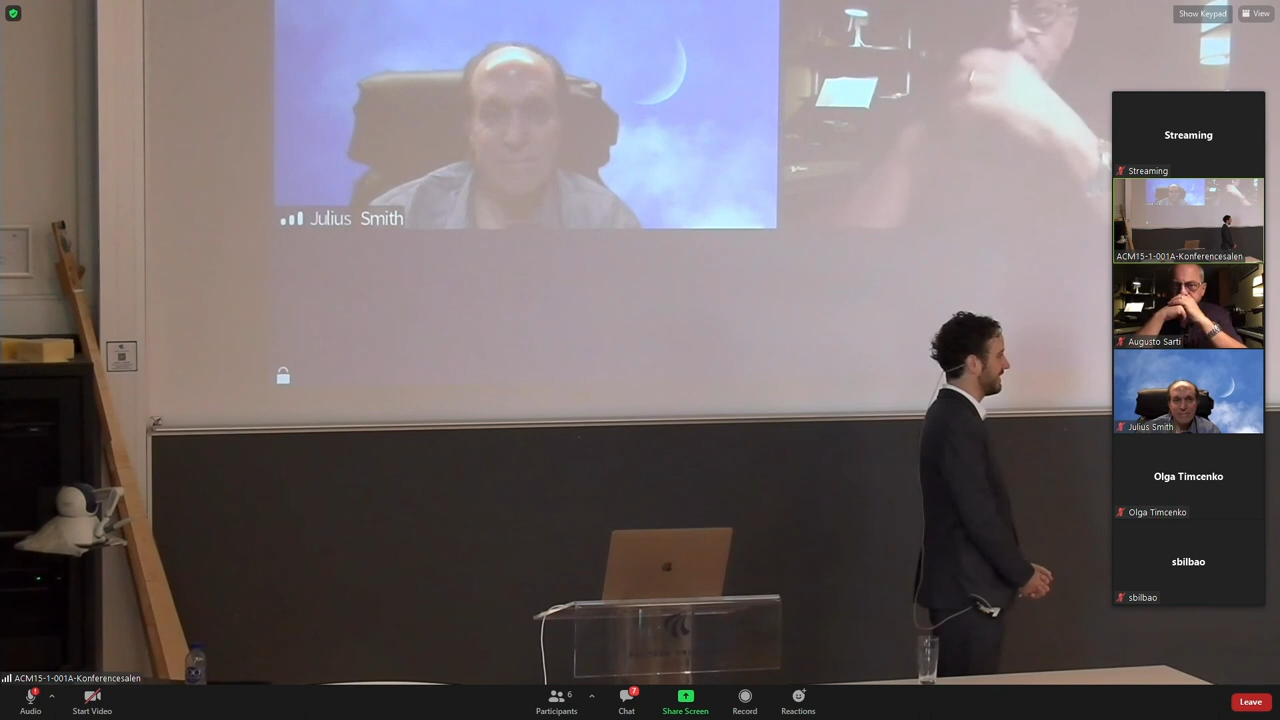 Show Keypad
View
Streaming
Streaming
ACM15-1-001A-Konferencesalen
Augusto Sarti
Julius Smith
Olga Timcenko
Olga Timcenko
sbilbao
sbilbao
Julius Smith
ACM15-1-001A-Konferencesalen
Audio
Start Video
6
Participants
7
Chat
Share Screen
Record
Reactions
Leave